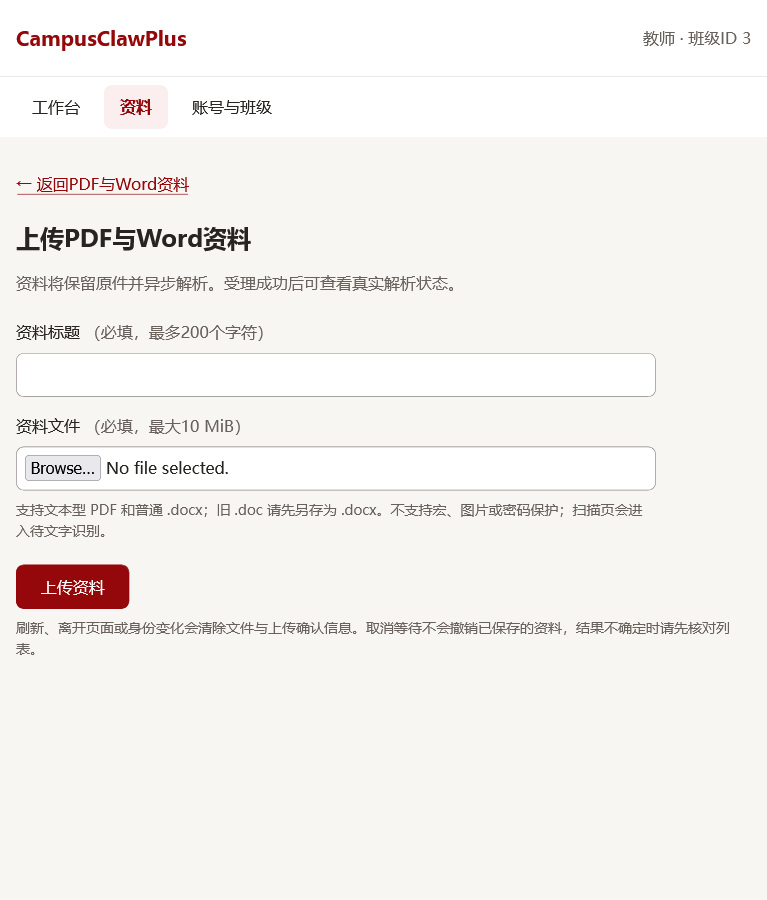 CampusClawPlus
教师 · 班级ID 3
工作台
资料
账号与班级
← 返回PDF与Word资料
上传PDF与Word资料
资料将保留原件并异步解析。受理成功后可查看真实解析状态。
资料标题 （必填，最多200个字符）
资料文件 （必填，最大10 MiB）
Browse... No file selected.
支持文本型 PDF 和普通 .docx；旧 .doc 请先另存为 .docx。不支持宏、图片或密码保护；扫描页会进
入待文字识别。
上传资料
刷新、离开页面或身份变化会清除文件与上传确认信息。取消等待不会撤销已保存的资料，结果不确定时请先核对列
表。